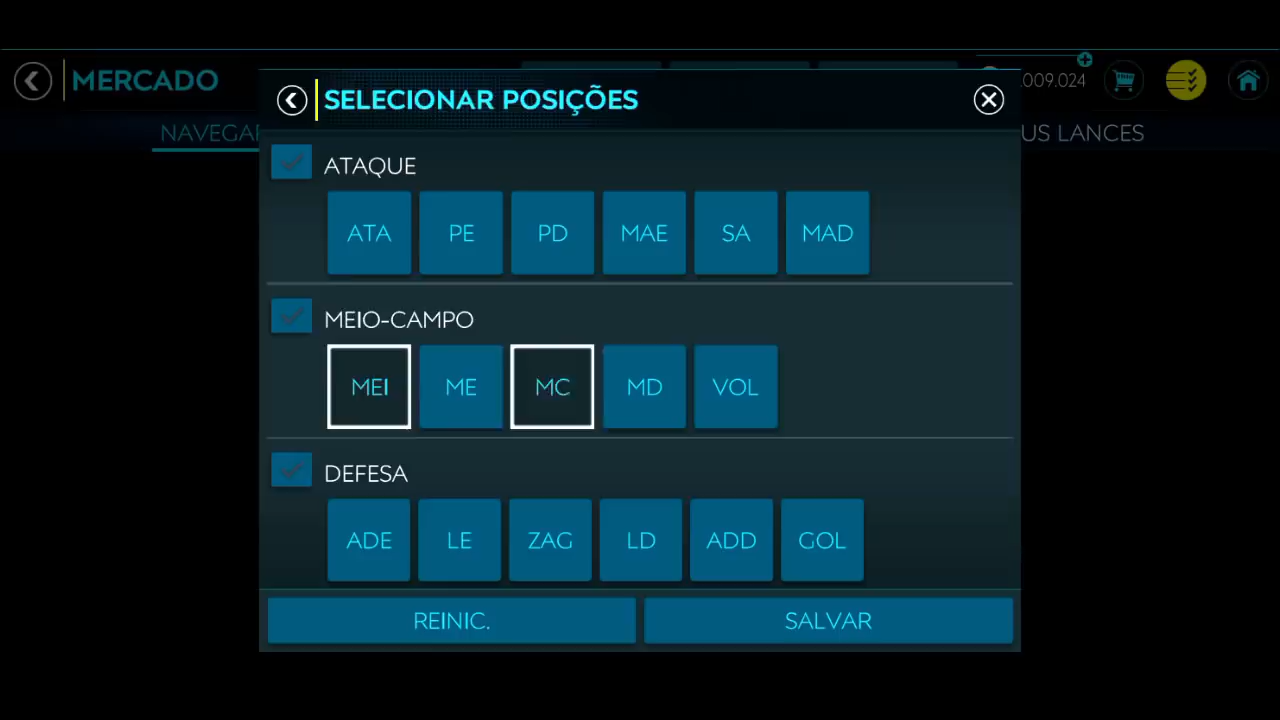 MERCADO
SELECIONAR POSIÇÕES
009.024
NAVEGAR
US LANCES
ATAQUE
ATA PE PD MAE SA MAD
MEIO-CAMPO
MEI ME MC MD VOL
DEFESA
ADE LE ZAG LD ADD GOL
REINIC. SALVAR